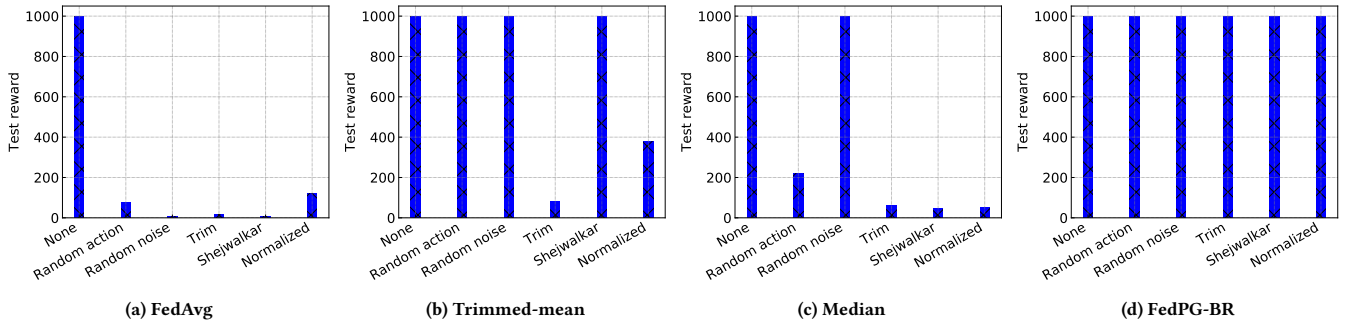 1000
800
600
400
200
0
Test reward
None
Random action
Random noise
Trim
Shejwalkar
Normalized
(a) FedAvg
1000
800
600
400
200
0
Test reward
None
Random action
Random noise
Trim
Shejwalkar
Normalized
(b) Trimmed-mean
1000
800
600
400
200
0
Test reward
None
Random action
Random noise
Trim
Shejwalkar
Normalized
(c) Median
1000
800
600
400
200
0
Test reward
None
Random action
Random noise
Trim
Shejwalkar
Normalized
(d) FedPG-BR